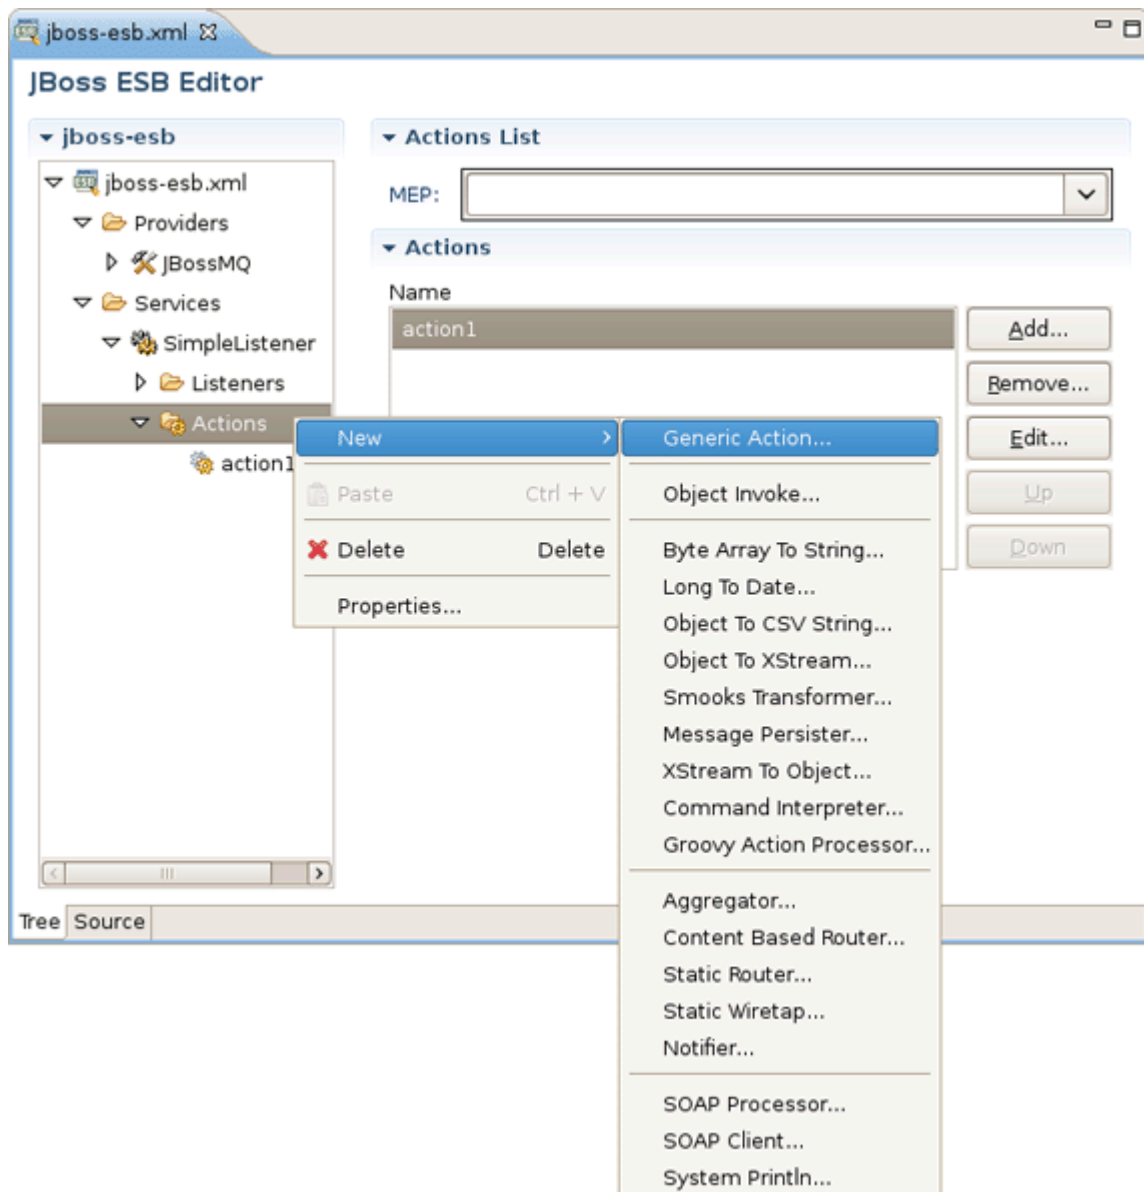 jboss-esb.xml
JBoss ESB Editor
jboss-esb
jboss-esb.xml
Providers
JBossMQ
Services
SimpleListener
Listeners
Actions
action1
Actions List
MEP:
Actions
Name
action1
Add...
Remove...
Edit...
Up
Down
New
Paste Ctrl + V
Delete Delete
Properties...
Generic Action...
Object Invoke...
Byte Array To String...
Long To Date...
Object To CSV String...
Object To XStream...
Smooks Transformer...
Message Persister...
XStream To Object...
Command Interpreter...
Groovy Action Processor...
Aggregator...
Content Based Router...
Static Router...
Static Wiretap...
Notifier...
SOAP Processor...
SOAP Client...
System Println...
Tree Source